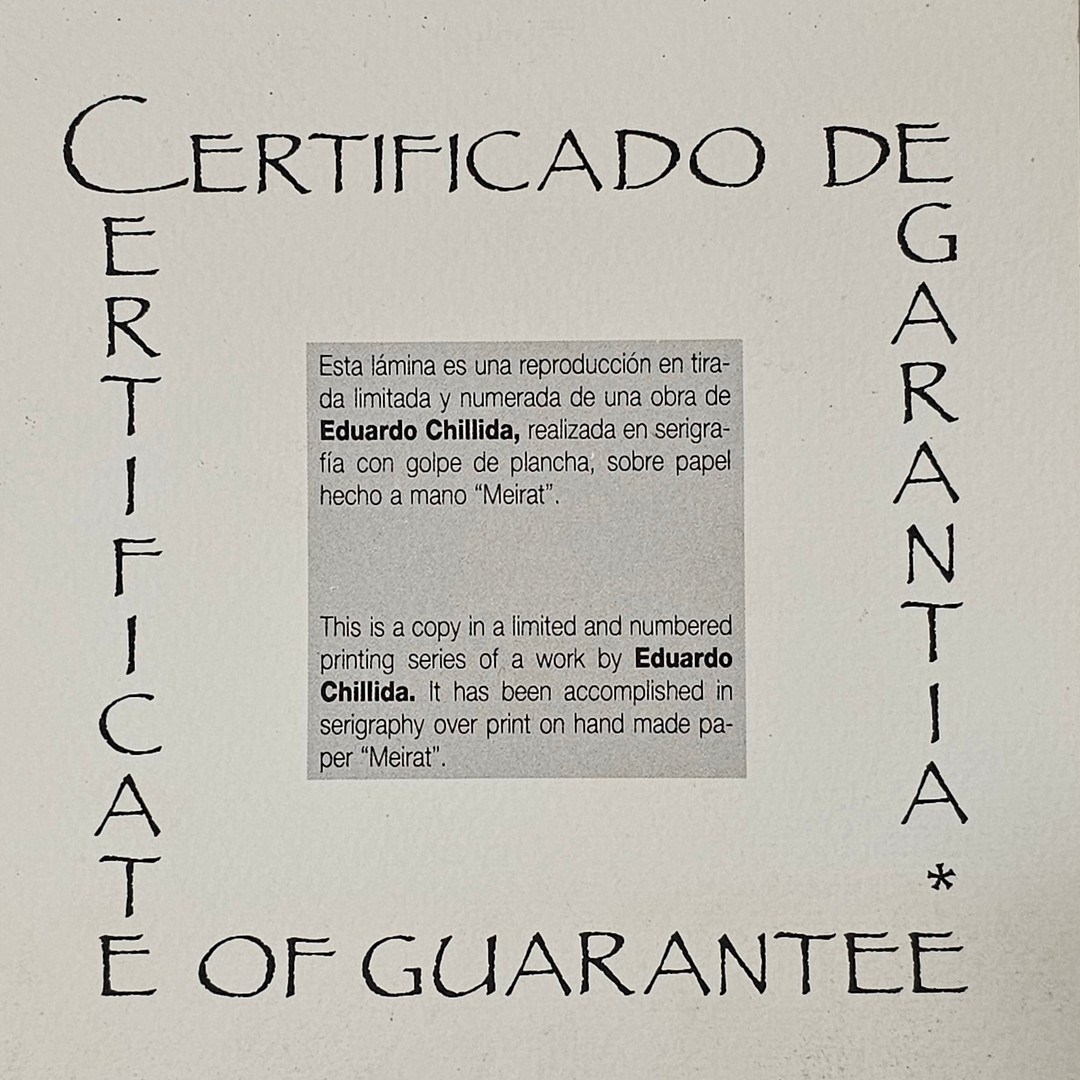 CERTIFICADO DE
GARANTIA *
CERTIFICATE OF GUARANTEE
Esta lámina es una reproducción en tira-
da limitada y numerada de una obra de
Eduardo Chillida, realizada en serigra-
fía con golpe de plancha, sobre papel
hecho a mano “Meirat”.
This is a copy in a limited and numbered
printing series of a work by Eduardo
Chillida. It has been accomplished in
serigraphy over print on hand made pa-
per “Meirat”.